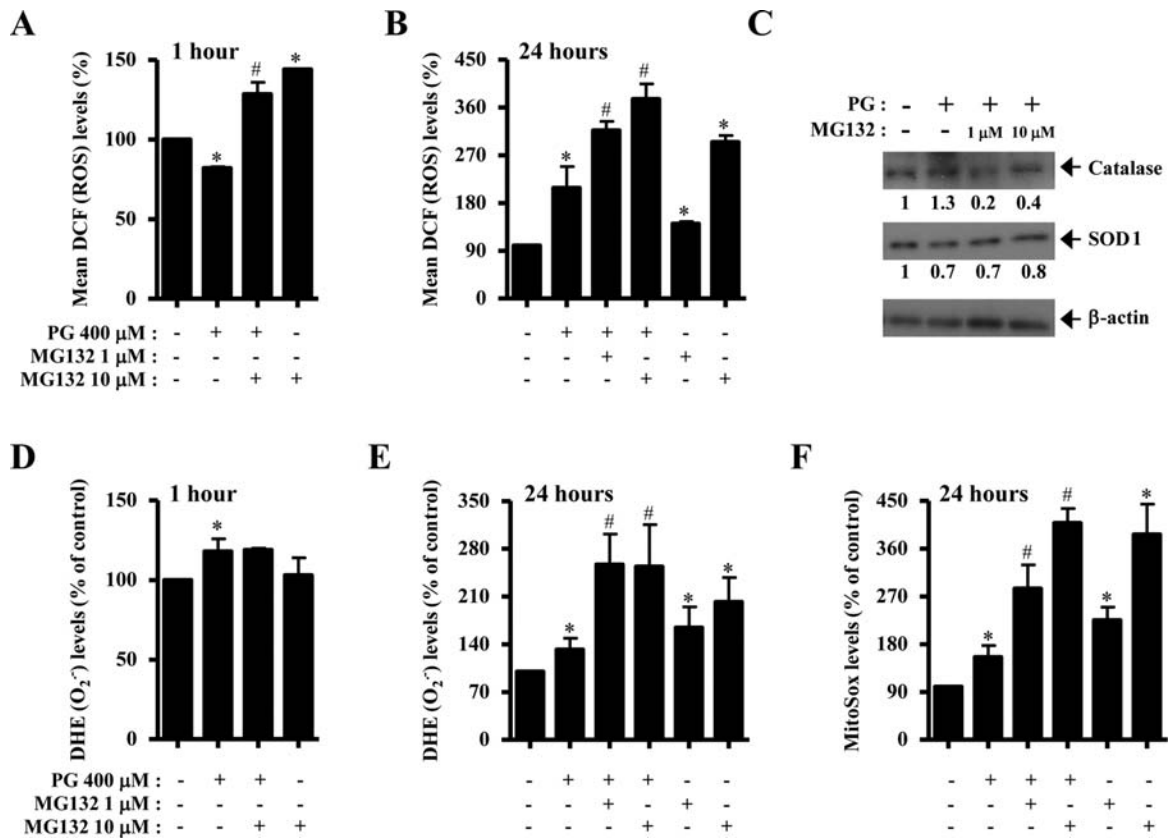 A
1 hour
Mean DCF (ROS) levels (%)
150
100
50
0
*
#
*
PG 400 μM : - + + -
MG132 1 μM : - - - -
MG132 10 μM : - - + +
B
24 hours
Mean DCF (ROS) levels (%)
450
360
270
180
90
0
*
#
#
*
*
- + + + - -
- - + - + -
- - - + - +
C
PG : - + + +
MG132 : - - 1 μM 10 μM
Catalase
1 1.3 0.2 0.4
SOD1
1 0.7 0.7 0.8
β-actin
D
1 hour
DHE (O₂·⁻) levels (% of control)
150
100
50
0
*
PG 400 μM : - + + -
MG132 1 μM : - - - -
MG132 10 μM : - - + +
E
24 hours
DHE (O₂·⁻) levels (% of control)
350
280
210
140
70
0
*
#
#
*
*
- + + + - -
- - + - + -
- - - + - +
F
24 hours
MitoSox levels (% of control)
450
360
270
180
90
0
*
#
#
*
*
- + + + - -
- - + - + -
- - - + - +